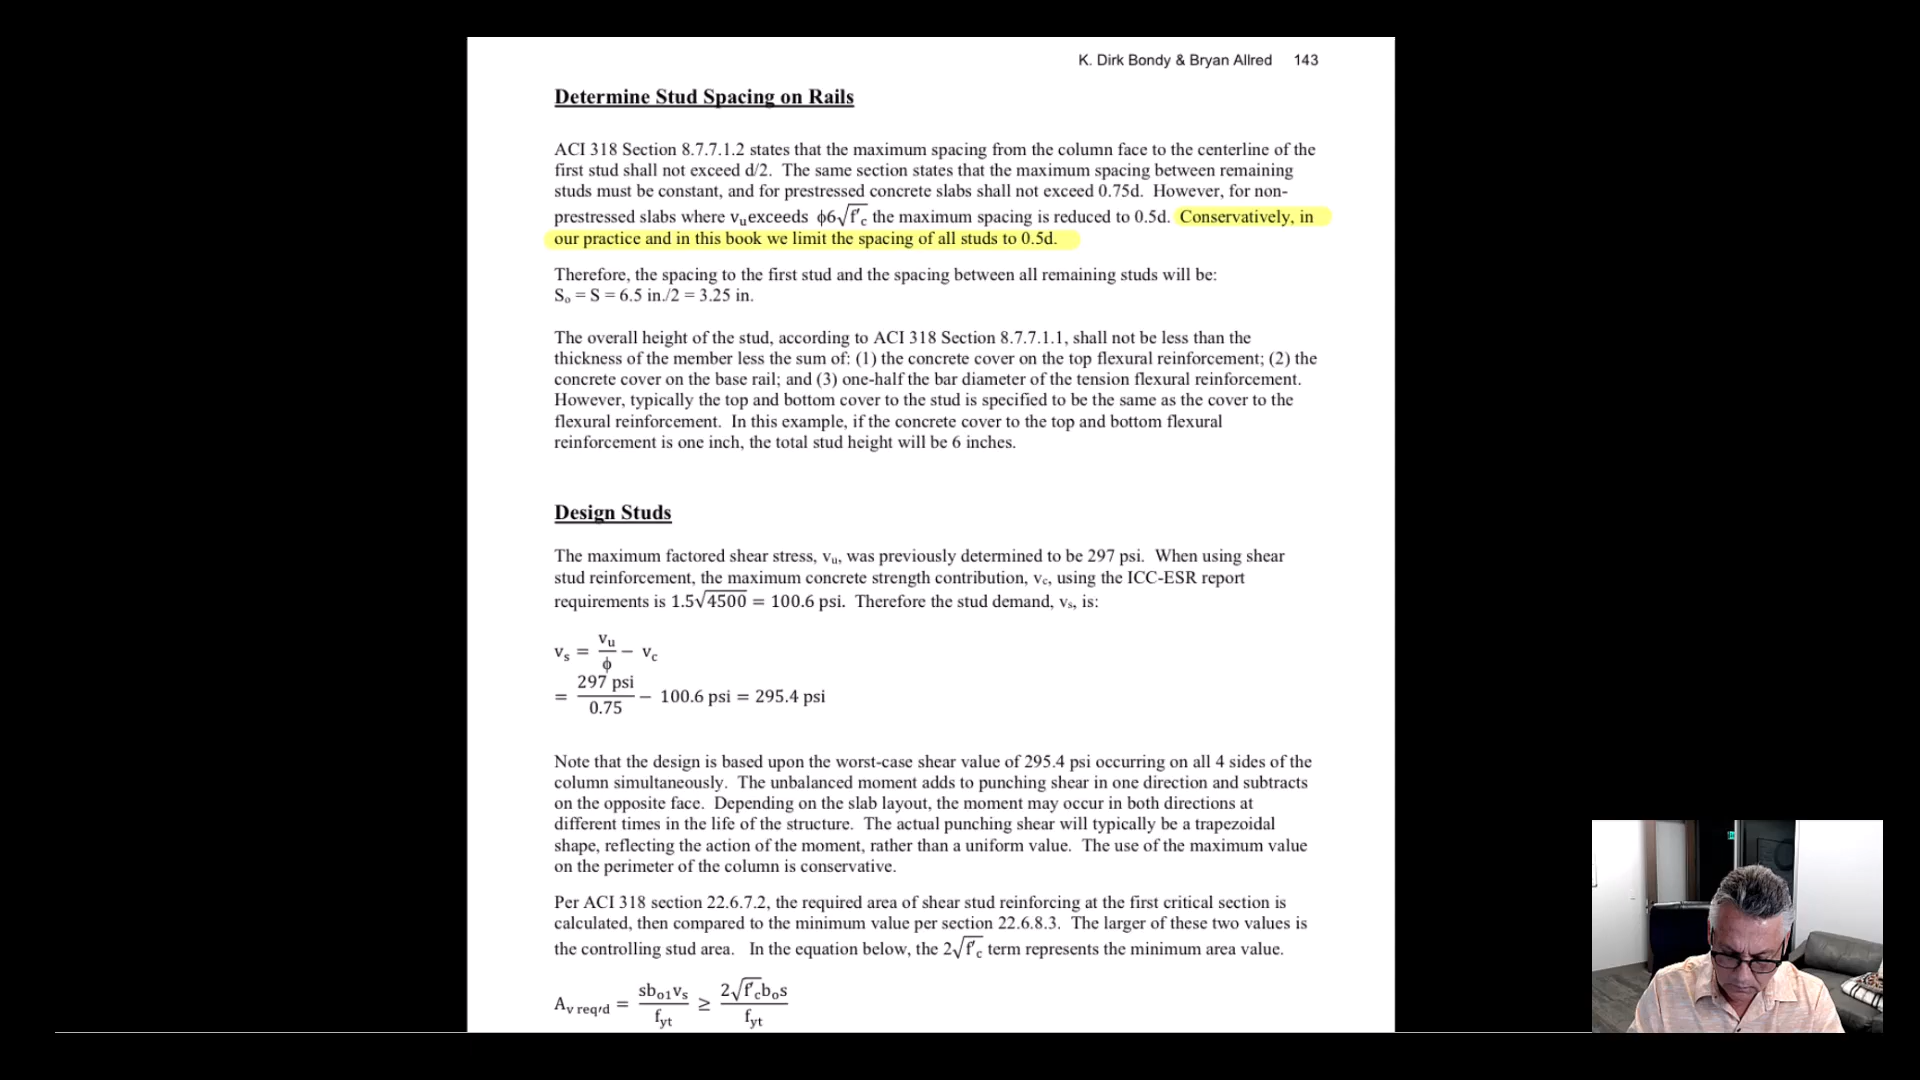 K. Dirk Bondy & Bryan Allred 143
Determine Stud Spacing on Rails
ACI 318 Section 8.7.7.1.2 states that the maximum spacing from the column face to the centerline of the
first stud shall not exceed d/2. The same section states that the maximum spacing between remaining
studs must be constant, and for prestressed concrete slabs shall not exceed 0.75d. However, for non-
prestressed slabs where vᵤ exceeds ϕ6√f'c the maximum spacing is reduced to 0.5d. Conservatively, in
our practice and in this book we limit the spacing of all studs to 0.5d.
Therefore, the spacing to the first stud and the spacing between all remaining studs will be:
Sₒ = S = 6.5 in./2 = 3.25 in.
The overall height of the stud, according to ACI 318 Section 8.7.7.1.1, shall not be less than the
thickness of the member less the sum of: (1) the concrete cover on the top flexural reinforcement; (2) the
concrete cover on the base rail; and (3) one-half the bar diameter of the tension flexural reinforcement.
However, typically the top and bottom cover to the stud is specified to be the same as the cover to the
flexural reinforcement. In this example, if the concrete cover to the top and bottom flexural
reinforcement is one inch, the total stud height will be 6 inches.
Design Studs
The maximum factored shear stress, vᵤ, was previously determined to be 297 psi. When using shear
stud reinforcement, the maximum concrete strength contribution, vc, using the ICC-ESR report
requirements is 1.5√4500 = 100.6 psi. Therefore the stud demand, vs, is:
vs = vu/ϕ − vc
= 297 psi/0.75 − 100.6 psi = 295.4 psi
Note that the design is based upon the worst-case shear value of 295.4 psi occurring on all 4 sides of the
column simultaneously. The unbalanced moment adds to punching shear in one direction and subtracts
on the opposite face. Depending on the slab layout, the moment may occur in both directions at
different times in the life of the structure. The actual punching shear will typically be a trapezoidal
shape, reflecting the action of the moment, rather than a uniform value. The use of the maximum value
on the perimeter of the column is conservative.
Per ACI 318 section 22.6.7.2, the required area of shear stud reinforcing at the first critical section is
calculated, then compared to the minimum value per section 22.6.8.3. The larger of these two values is
the controlling stud area. In the equation below, the 2√f'c term represents the minimum area value.
Av req'd = sbo1vs/fyt ≥ 2√f'cbos/fyt